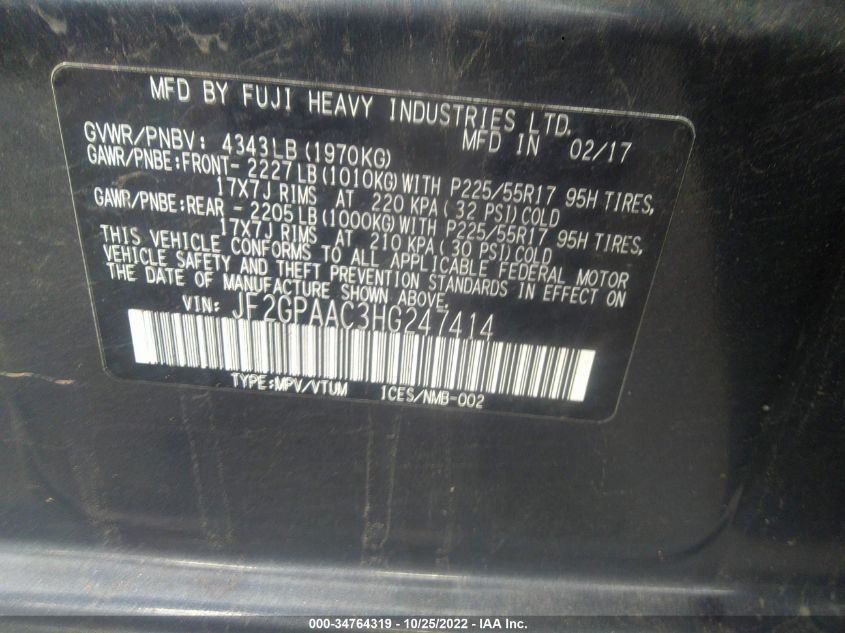 MFD BY FUJI HEAVY INDUSTRIES LTD.
GVWR/PNBV: 4343LB (1970KG) MFD IN 02/17
GAWR/PNBE:FRONT- 2227LB (1010KG) WITH P225/55R17 95H TIRES,
17X7J RIMS AT 220 KPA (32 PSI) COLD
GAWR/PNBE:REAR - 2205LB (1000KG) WITH P225/55R17 95H TIRES,
17X7J RIMS AT 210 KPA (30 PSI) COLD
THIS VEHICLE CONFORMS TO ALL APPLICABLE FEDERAL MOTOR
VEHICLE SAFETY AND THEFT PREVENTION STANDARDS IN EFFECT ON
THE DATE OF MANUFACTURE SHOWN ABOVE.
VIN: JF2GPAAC3HG247414
TYPE:MPV/VTUM ICES/NMB-002
000-34764319 - 10/25/2022 - IAA Inc.